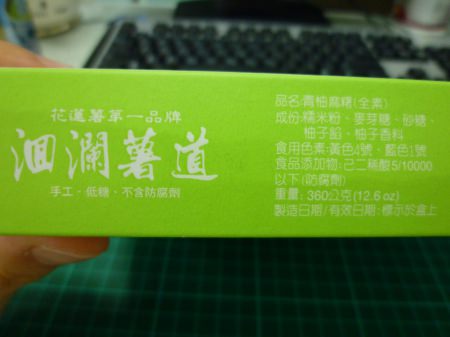 花蓮薯第一品牌
洄瀾薯道
手工、低糖、不含防腐劑
品名:青柚麻糬(全素)
成份:糯米粉、麥芽糖、砂糖、
柚子餡、柚子香料
食用色素:黃色4號、藍色1號
食品添加物:己二稀酸5/10000
以下(防腐劑)
重量: 360公克(12.6 oz)
製造日期/有效日期:標示於盒上